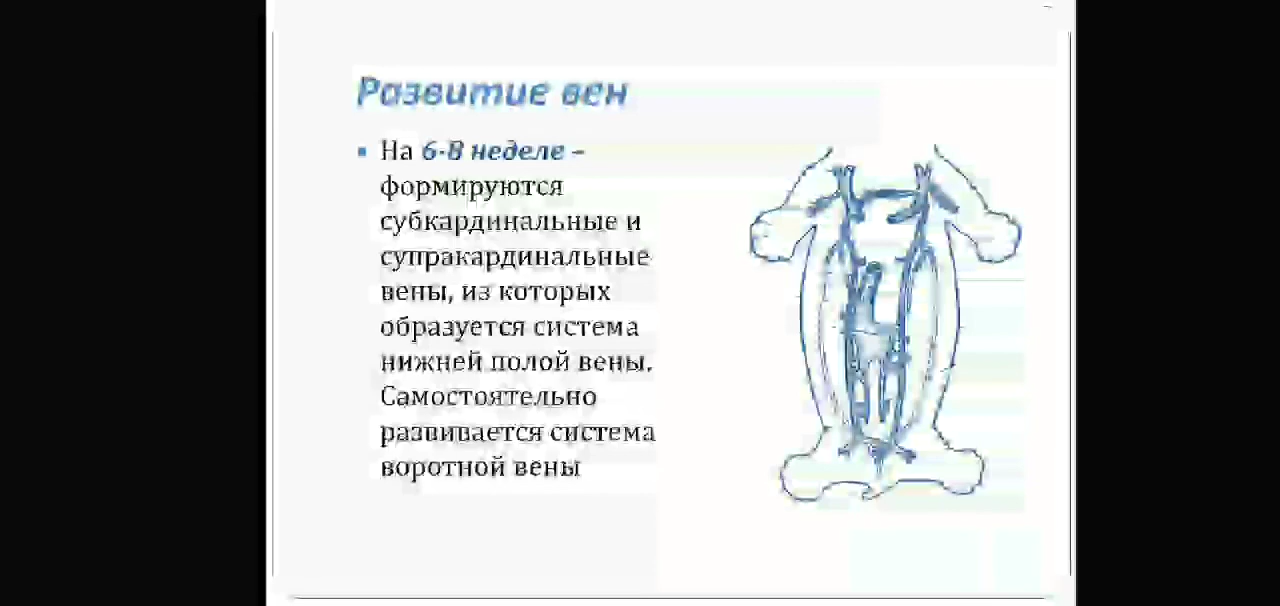 Развитие вен
На 6-8 неделе –
формируются
субкардинальные и
супракардинальные
вены, из которых
образуется система
нижней полой вены.
Самостоятельно
развивается система
воротной вены